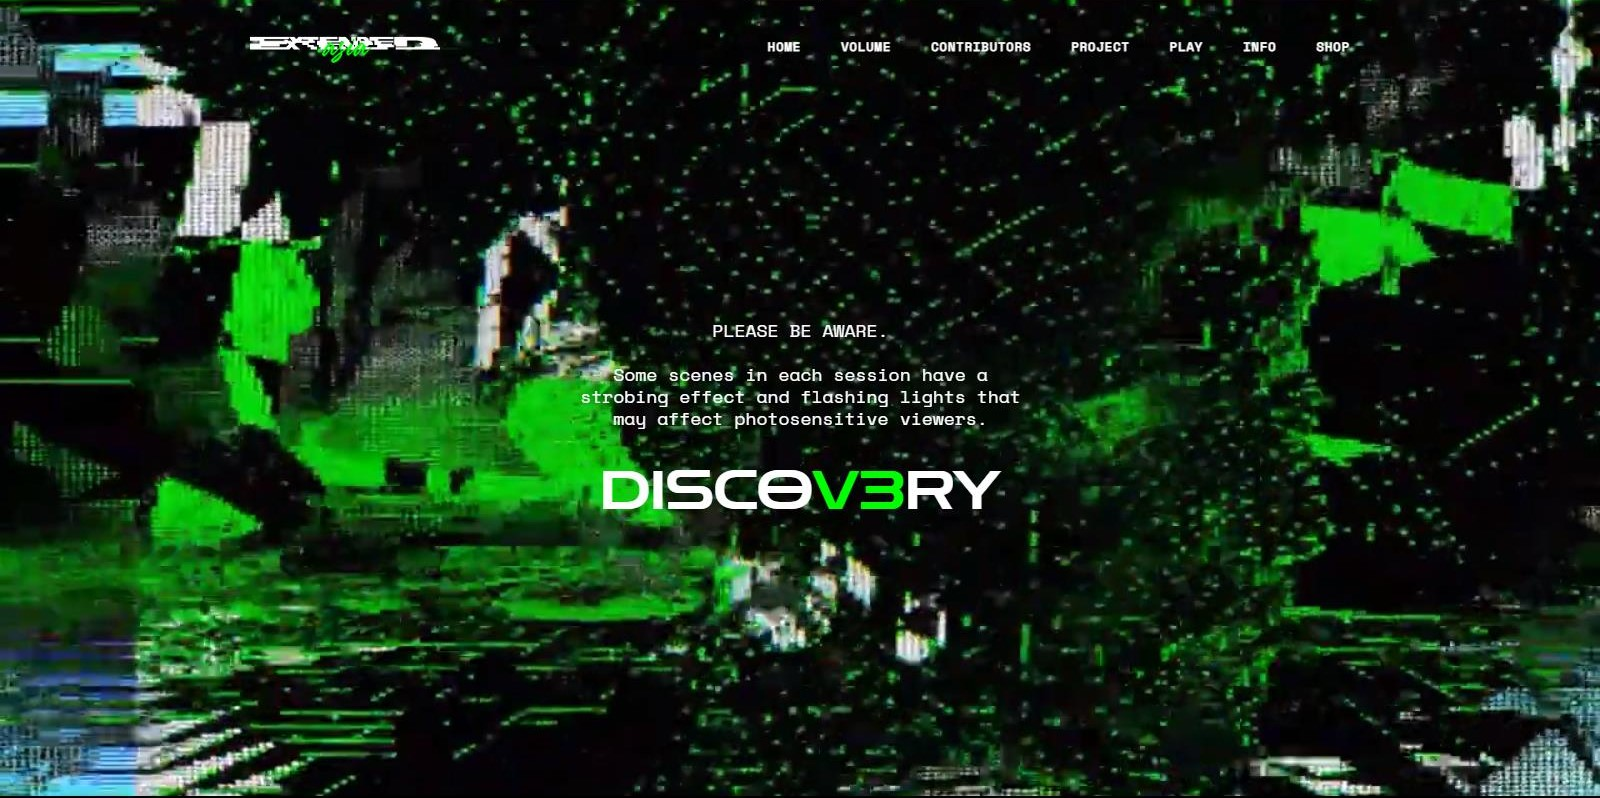 EXTENDED
asia
HOME VOLUME CONTRIBUTORS PROJECT PLAY INFO SHOP
PLEASE BE AWARE.
Some scenes in each session have a
strobing effect and flashing lights that
may affect photosensitive viewers.
DISCOV3RY